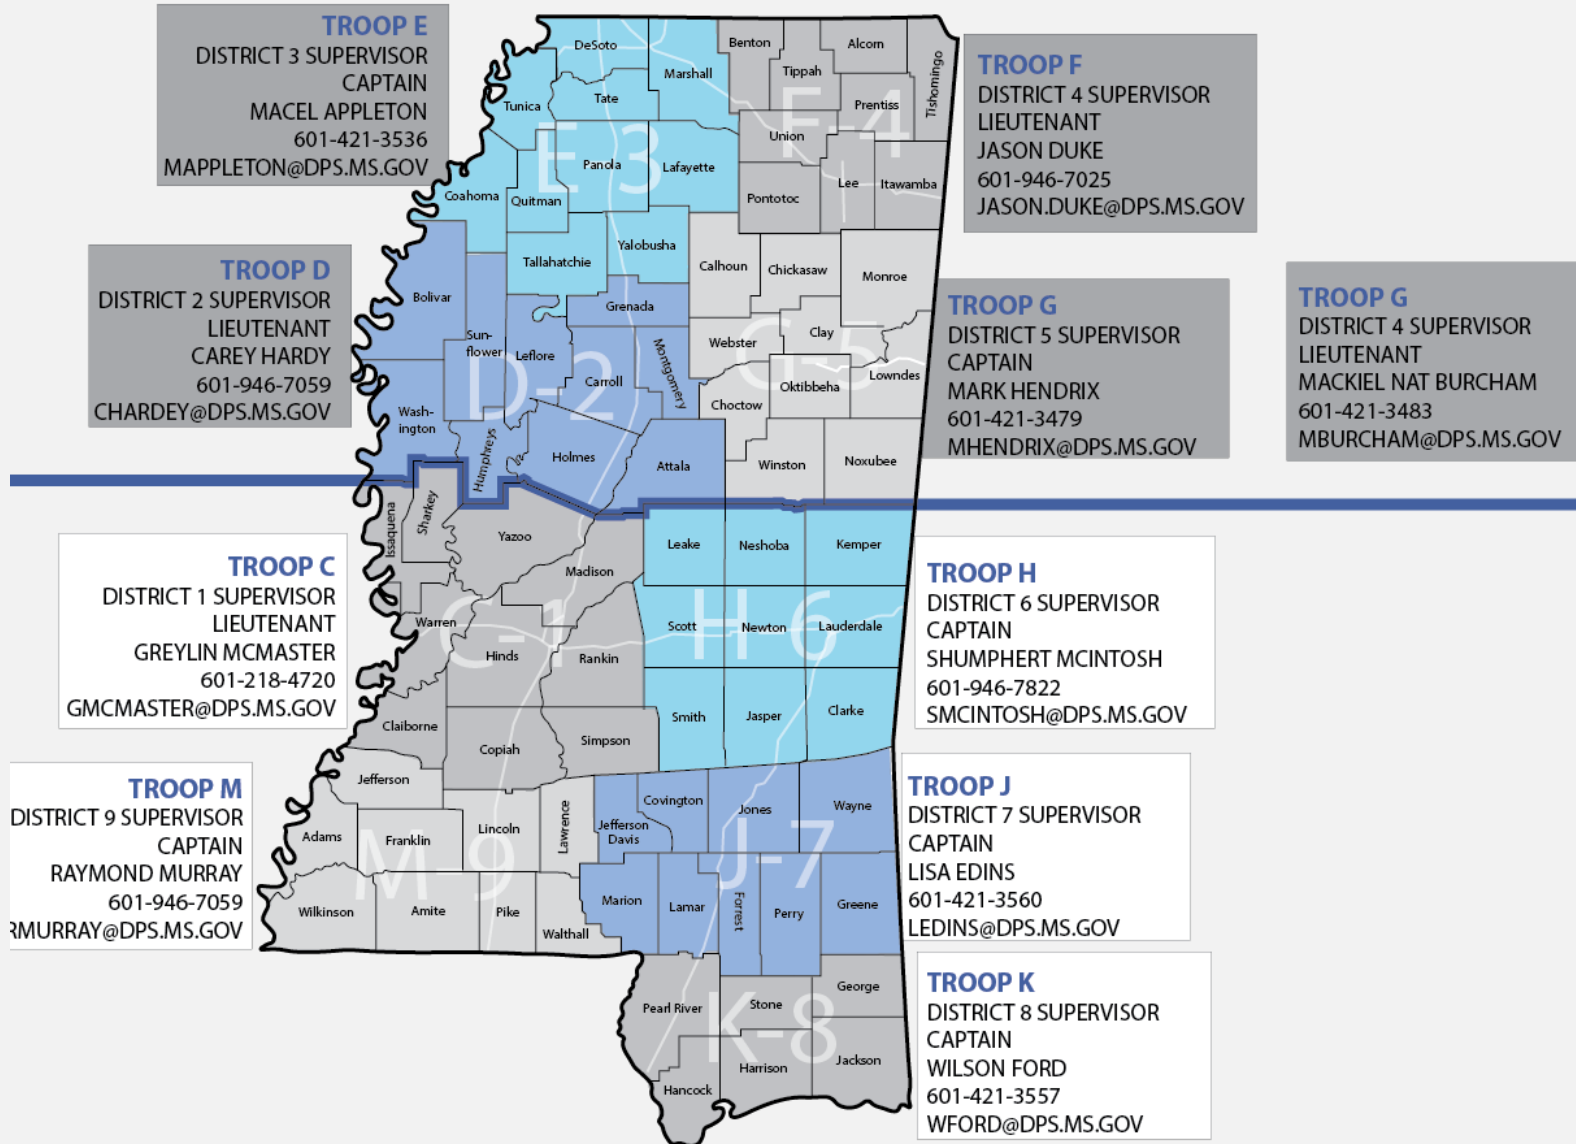 TROOP E
DISTRICT 3 SUPERVISOR
CAPTAIN
MACEL APPLETON
601-421-3536
MAPPLETON@DPS.MS.GOV
TROOP D
DISTRICT 2 SUPERVISOR
LIEUTENANT
CAREY HARDY
601-946-7059
CHARDEY@DPS.MS.GOV
TROOP C
DISTRICT 1 SUPERVISOR
LIEUTENANT
GREYLIN MCMASTER
601-218-4720
GMCMASTER@DPS.MS.GOV
TROOP M
DISTRICT 9 SUPERVISOR
CAPTAIN
RAYMOND MURRAY
601-946-7059
RMURRAY@DPS.MS.GOV
DeSoto
Marshall
Tunica
Tate
Panola
Lafayette
Coahoma
Quitman
Tallahatchie
Yalobusha
E 3
Benton
Tippah
Alcorn
Tishomingo
Prentiss
Union
Pontotoc
Lee
Itawamba
F-4
Bolivar
Sun-
flower
Leflore
Grenada
Carroll
Montgomery
Wash-
ington
Humphreys
Holmes
Attala
D-2
Calhoun
Chickasaw
Monroe
Webster
Clay
Oktibbeha
Lowndes
Choctaw
Winston
Noxubee
G-5
Issaquena
Sharkey
Yazoo
Madison
Warren
Hinds
Rankin
Claiborne
Copiah
Simpson
C-1
Leake
Neshoba
Kemper
Scott
Newton
Lauderdale
Smith
Jasper
Clarke
H-6
Jefferson
Adams
Franklin
Lincoln
Lawrence
Wilkinson
Amite
Pike
Walthall
M-9
Jefferson
Davis
Covington
Jones
Wayne
Marion
Lamar
Forrest
Perry
Greene
J-7
Pearl River
Stone
George
Hancock
Harrison
Jackson
K-8
TROOP F
DISTRICT 4 SUPERVISOR
LIEUTENANT
JASON DUKE
601-946-7025
JASON.DUKE@DPS.MS.GOV
TROOP G
DISTRICT 5 SUPERVISOR
CAPTAIN
MARK HENDRIX
601-421-3479
MHENDRIX@DPS.MS.GOV
TROOP G
DISTRICT 4 SUPERVISOR
LIEUTENANT
MACKIEL NAT BURCHAM
601-421-3483
MBURCHAM@DPS.MS.GOV
TROOP H
DISTRICT 6 SUPERVISOR
CAPTAIN
SHUMPHERT MCINTOSH
601-946-7822
SMCINTOSH@DPS.MS.GOV
TROOP J
DISTRICT 7 SUPERVISOR
CAPTAIN
LISA EDINS
601-421-3560
LEDINS@DPS.MS.GOV
TROOP K
DISTRICT 8 SUPERVISOR
CAPTAIN
WILSON FORD
601-421-3557
WFORD@DPS.MS.GOV